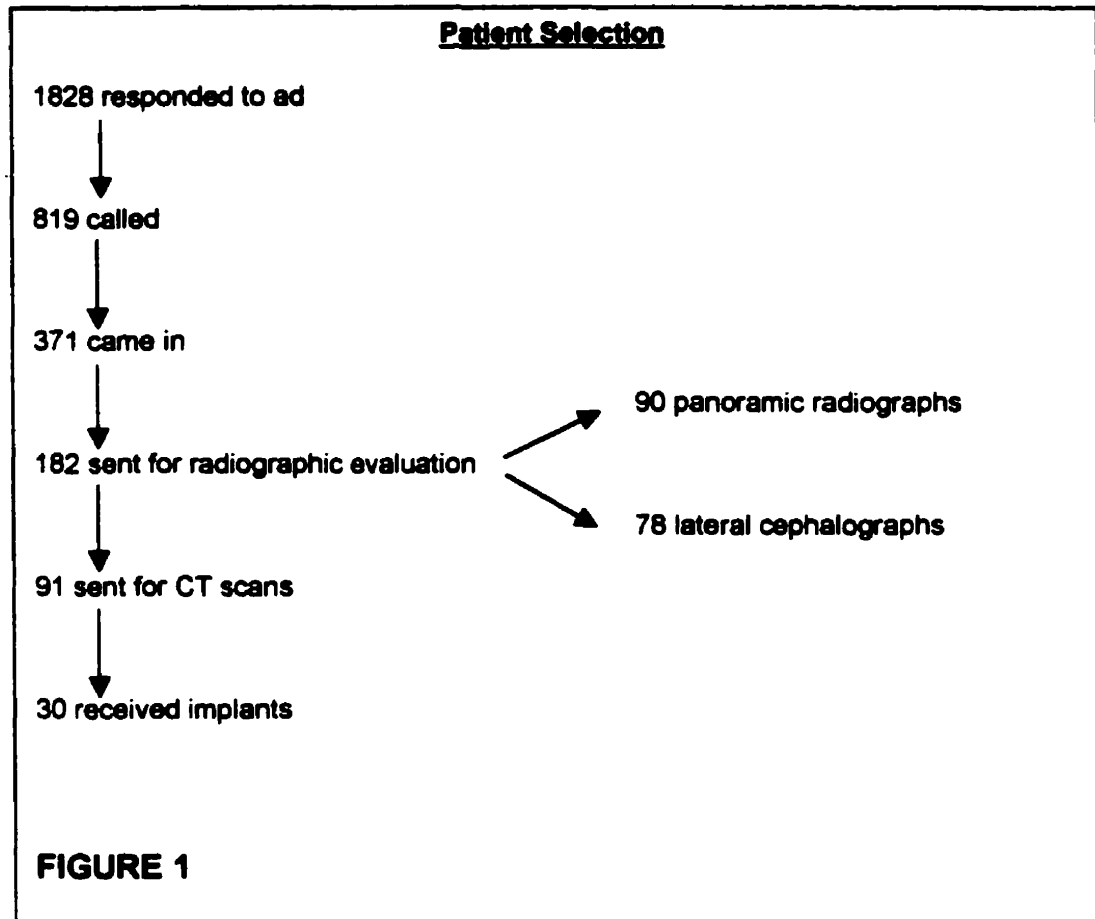 Patient Selection
1828 responded to ad
819 called
371 came in
90 panoramic radiographs
182 sent for radiographic evaluation
78 lateral cephalographs
91 sent for CT scans
30 received implants
FIGURE 1